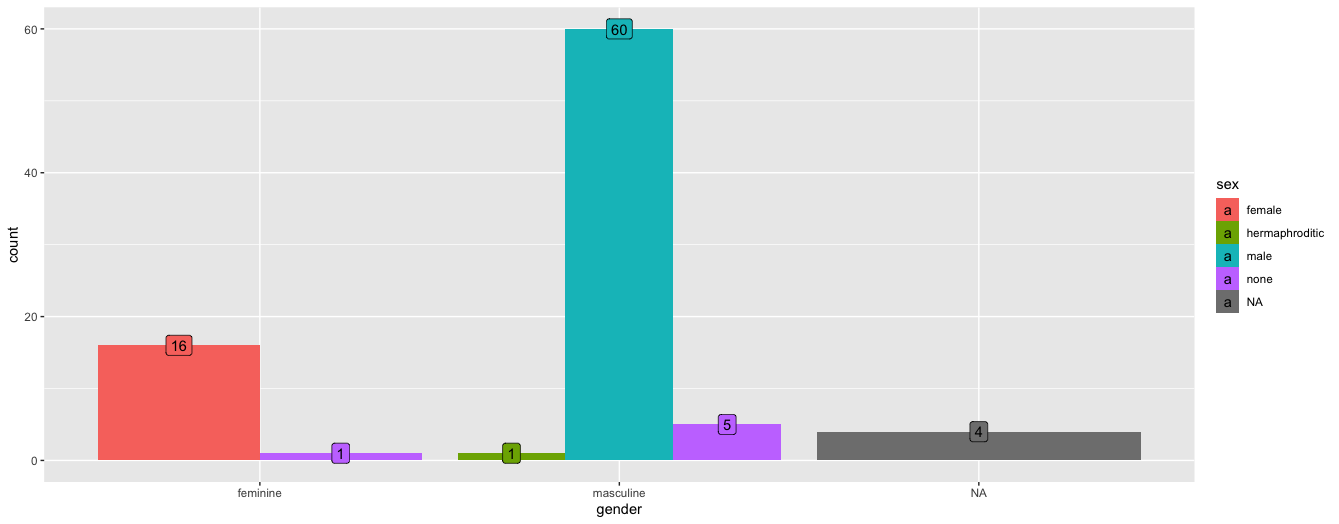 60
40
20
0
count
16
1
1
60
5
4
feminine
masculine
NA
gender
sex
a female
a hermaphroditic
a male
a none
a NA